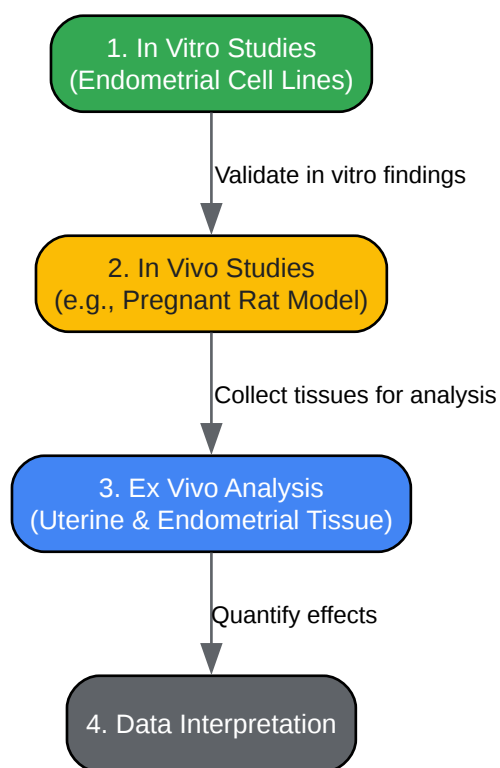 1. In Vitro Studies
(Endometrial Cell Lines)
Validate in vitro findings
2. In Vivo Studies
(e.g., Pregnant Rat Model)
Collect tissues for analysis
3. Ex Vivo Analysis
(Uterine & Endometrial Tissue)
Quantify effects
4. Data Interpretation